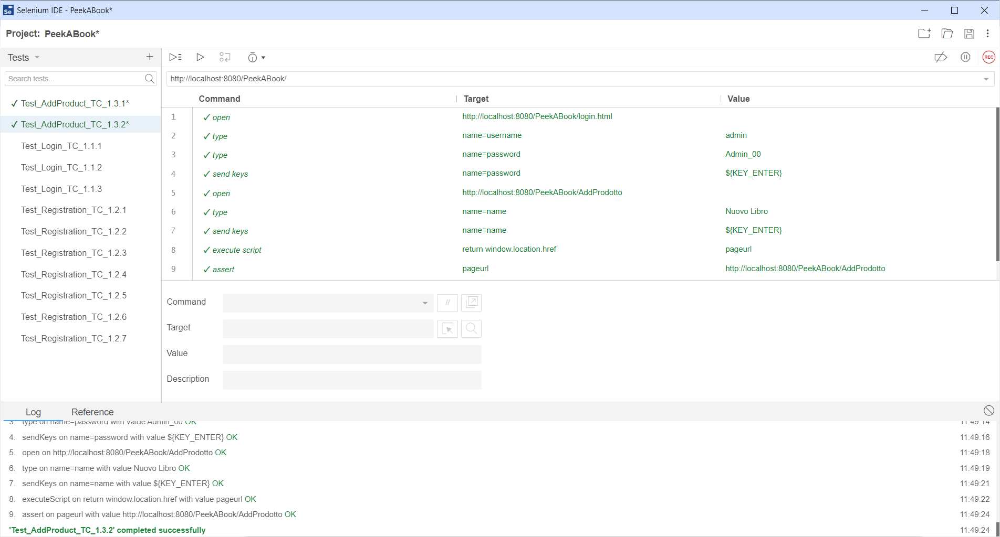 Selenium IDE - PeekABook*
Project: PeekABook*
Tests
REC
Search tests...
http://localhost:8080/PeekABook/
Command Target Value
✓ Test_AddProduct_TC_1.3.1*
✓ Test_AddProduct_TC_1.3.2*
Test_Login_TC_1.1.1
Test_Login_TC_1.1.2
Test_Login_TC_1.1.3
Test_Registration_TC_1.2.1
Test_Registration_TC_1.2.2
Test_Registration_TC_1.2.3
Test_Registration_TC_1.2.4
Test_Registration_TC_1.2.5
Test_Registration_TC_1.2.6
Test_Registration_TC_1.2.7
1 ✓ open http://localhost:8080/PeekABook/login.html
2 ✓ type name=username admin
3 ✓ type name=password Admin_00
4 ✓ send keys name=password ${KEY_ENTER}
5 ✓ open http://localhost:8080/PeekABook/AddProdotto
6 ✓ type name=name Nuovo Libro
7 ✓ send keys name=name ${KEY_ENTER}
8 ✓ execute script return window.location.href pageurl
9 ✓ assert pageurl http://localhost:8080/PeekABook/AddProdotto
Command //
Target
Value
Description
Log Reference
3. type on name=password with value Admin_00 OK 11:49:14
4. sendKeys on name=password with value ${KEY_ENTER} OK 11:49:16
5. open on http://localhost:8080/PeekABook/AddProdotto OK 11:49:18
6. type on name=name with value Nuovo Libro OK 11:49:19
7. sendKeys on name=name with value ${KEY_ENTER} OK 11:49:21
8. executeScript on return window.location.href with value pageurl OK 11:49:22
9. assert on pageurl with value http://localhost:8080/PeekABook/AddProdotto OK 11:49:24
'Test_AddProduct_TC_1.3.2' completed successfully 11:49:24